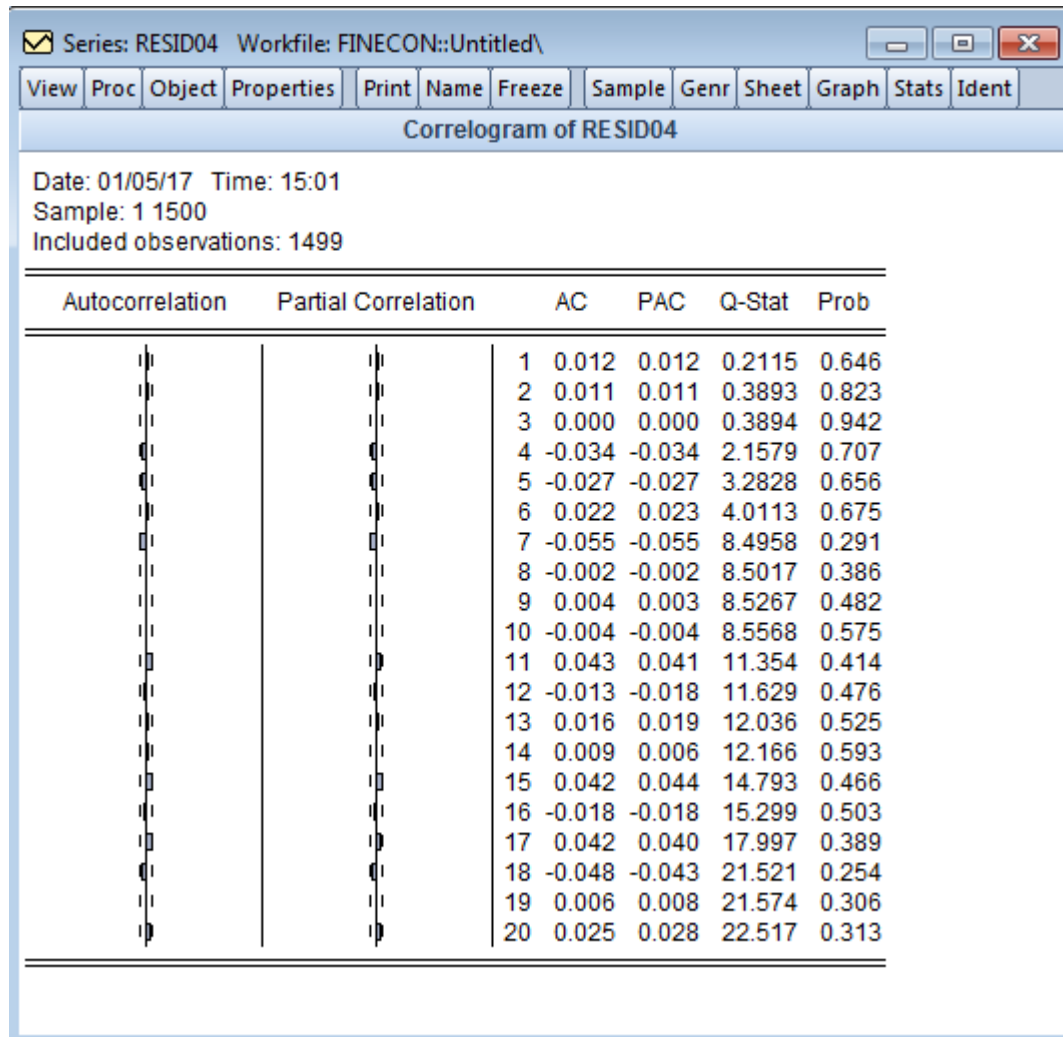 Series: RESID04 Workfile: FINECON::Untitled\
View Proc Object Properties Print Name Freeze Sample Genr Sheet Graph Stats Ident
Correlogram of RESID04
Date: 01/05/17 Time: 15:01
Sample: 1 1500
Included observations: 1499
Autocorrelation Partial Correlation AC PAC Q-Stat Prob
1 0.012 0.012 0.2115 0.646
2 0.011 0.011 0.3893 0.823
3 0.000 0.000 0.3894 0.942
4 -0.034 -0.034 2.1579 0.707
5 -0.027 -0.027 3.2828 0.656
6 0.022 0.023 4.0113 0.675
7 -0.055 -0.055 8.4958 0.291
8 -0.002 -0.002 8.5017 0.386
9 0.004 0.003 8.5267 0.482
10 -0.004 -0.004 8.5568 0.575
11 0.043 0.041 11.354 0.414
12 -0.013 -0.018 11.629 0.476
13 0.016 0.019 12.036 0.525
14 0.009 0.006 12.166 0.593
15 0.042 0.044 14.793 0.466
16 -0.018 -0.018 15.299 0.503
17 0.042 0.040 17.997 0.389
18 -0.048 -0.043 21.521 0.254
19 0.006 0.008 21.574 0.306
20 0.025 0.028 22.517 0.313